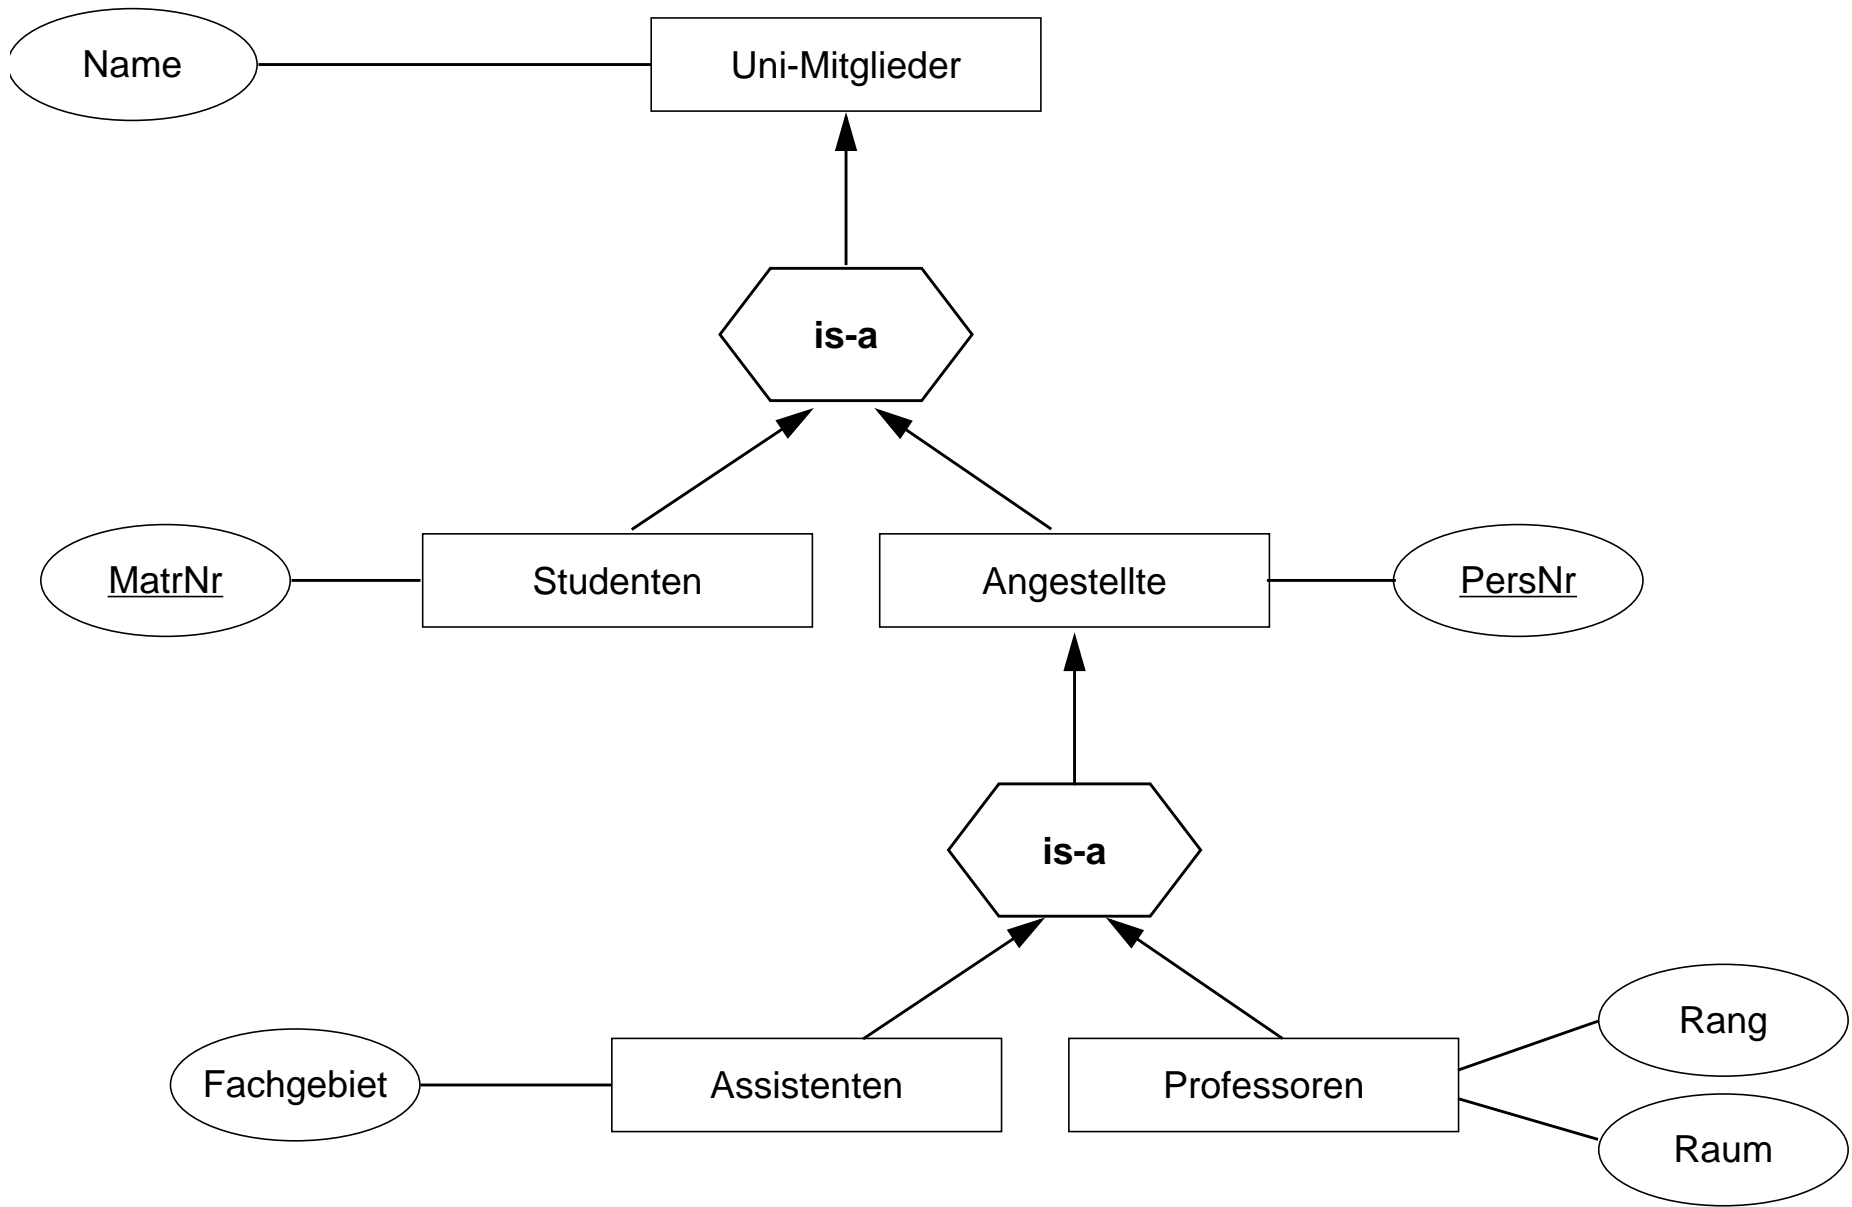 Name
Uni-Mitglieder
is-a
MatrNr
Studenten
Angestellte
PersNr
is-a
Fachgebiet
Assistenten
Professoren
Rang
Raum